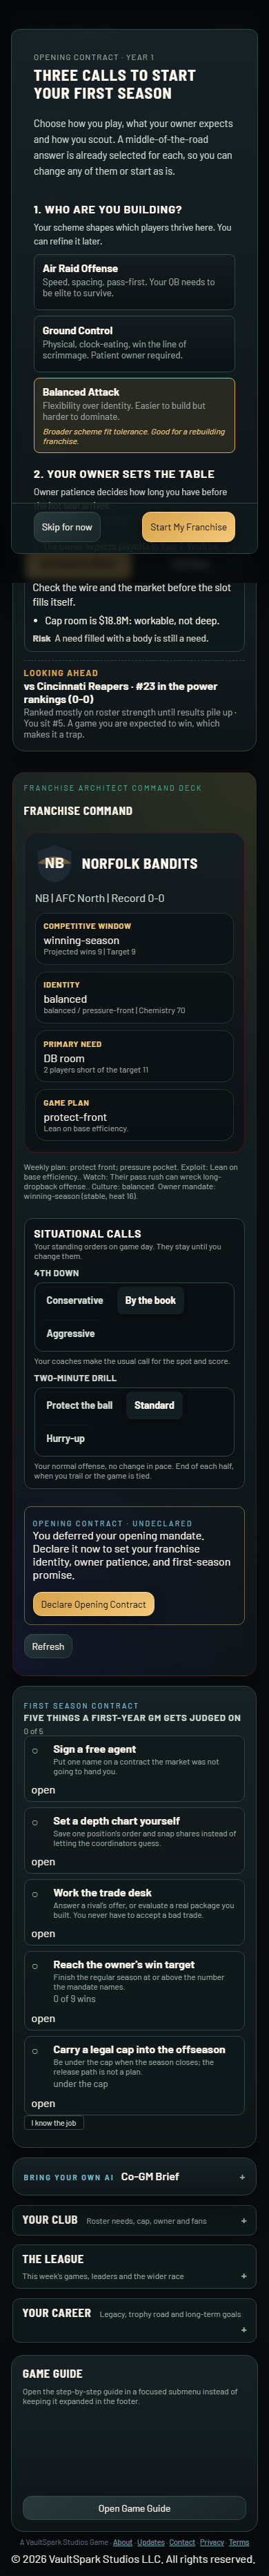 OPENING CONTRACT · YEAR 1
THREE CALLS TO START
YOUR FIRST SEASON
Choose how you play, what your owner expects
and how you scout. A middle-of-the-road
answer is already selected for each, so you can
change any of them or start as is.
1. WHO ARE YOU BUILDING?
Your scheme shapes which players thrive here. You
can refine it later.
Air Raid Offense
Speed, spacing, pass-first. Your QB needs to
be elite to survive.
Ground Control
Physical, clock-eating, win the line of
scrimmage. Patient owner required.
Balanced Attack
Flexibility over identity. Easier to build but
harder to dominate.
Broader scheme fit tolerance. Good for a rebuilding
franchise.
2. YOUR OWNER SETS THE TABLE
Owner patience decides how long you have before
Skip for now
Start My Franchise
Check the wire and the market before the slot
fills itself.
• Cap room is $18.8M: workable, not deep.
Risk A need filled with a body is still a need.
LOOKING AHEAD
vs Cincinnati Reapers · #23 in the power
rankings (0-0)
Ranked mostly on roster strength until results pile up ·
You sit #5. A game you are expected to win, which
makes it a trap.
FRANCHISE ARCHITECT COMMAND DECK
FRANCHISE COMMAND
NB
NORFOLK BANDITS
NB | AFC North | Record 0-0
COMPETITIVE WINDOW
winning-season
Projected wins 9 | Target 9
IDENTITY
balanced
balanced / pressure-front | Chemistry 70
PRIMARY NEED
DB room
2 players short of the target 11
GAME PLAN
protect-front
Lean on base efficiency.
Weekly plan: protect front; pressure pocket. Exploit: Lean on
base efficiency.. Watch: Their pass rush can wreck long-
dropback offense.. Culture: balanced. Owner mandate:
winning-season (stable, heat 16).
SITUATIONAL CALLS
Your standing orders on game day. They stay until you
change them.
4TH DOWN
Conservative
By the book
Aggressive
Your coaches make the usual call for the spot and score.
TWO-MINUTE DRILL
Protect the ball
Standard
Hurry-up
Your normal offense, no change in pace. End of each half,
when you trail or the game is tied.
OPENING CONTRACT · UNDECLARED
You deferred your opening mandate.
Declare it now to set your franchise
identity, owner patience, and first-season
promise.
Declare Opening Contract
Refresh
FIRST SEASON CONTRACT
FIVE THINGS A FIRST-YEAR GM GETS JUDGED ON
0 of 5
○ Sign a free agent
Put one name on a contract the market was not
going to hand you.
open
○ Set a depth chart yourself
Save one position's order and snap shares instead of
letting the coordinators guess.
open
○ Work the trade desk
Answer a rival's offer, or evaluate a real package you
built. You never have to accept a bad trade.
open
○ Reach the owner's win target
Finish the regular season at or above the number
the mandate names.
0 of 9 wins
open
○ Carry a legal cap into the offseason
Be under the cap when the season closes; the
release path is not a plan.
under the cap
open
I know the job
BRING YOUR OWN AI Co-GM Brief +
YOUR CLUB Roster needs, cap, owner and fans +
THE LEAGUE
This week's games, leaders and the wider race +
YOUR CAREER Legacy, trophy road and long-term goals
+
GAME GUIDE
Open the step-by-step guide in a focused submenu instead of
keeping it expanded in the footer.
Open Game Guide
A VaultSpark Studios Game · About · Updates · Contact · Privacy · Terms
© 2026 VaultSpark Studios LLC. All rights reserved.